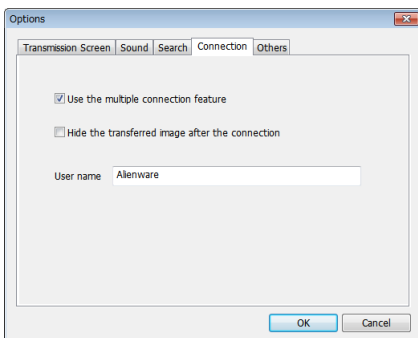 Options
Transmission Screen Sound Search Connection Others
Use the multiple connection feature
Hide the transferred image after the connection
User name Alienware
OK Cancel